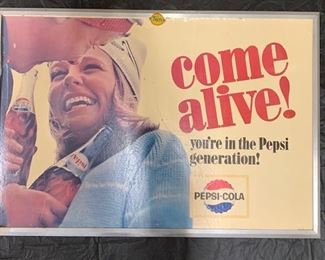 come
alive!
you're in the Pepsi
generation!
PEPSI-COLA